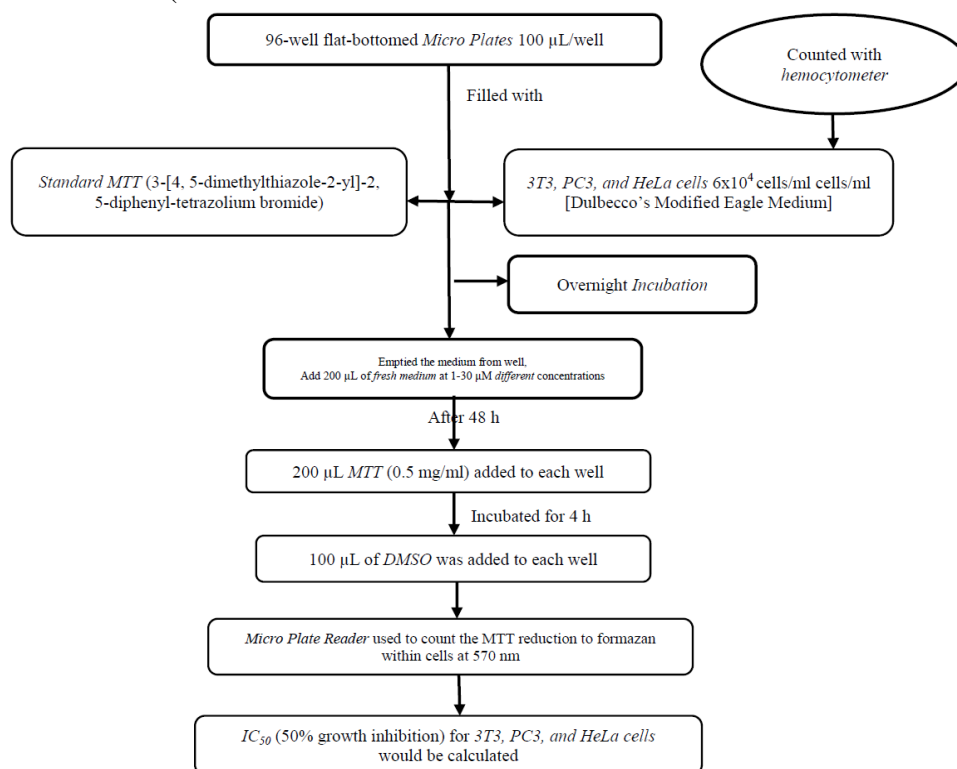 96-well flat-bottomed Micro Plates 100 µL/well
Counted with
hemocytometer
Filled with
Standard MTT (3-[4, 5-dimethylthiazole-2-yl]-2,
5-diphenyl-tetrazolium bromide)
3T3, PC3, and HeLa cells 6x10⁴ cells/ml cells/ml
[Dulbecco's Modified Eagle Medium]
Overnight Incubation
Emptied the medium from well,
Add 200 µL of fresh medium at 1-30 µM different concentrations
After 48 h
200 µL MTT (0.5 mg/ml) added to each well
Incubated for 4 h
100 µL of DMSO was added to each well
Micro Plate Reader used to count the MTT reduction to formazan
within cells at 570 nm
IC₅₀ (50% growth inhibition) for 3T3, PC3, and HeLa cells
would be calculated